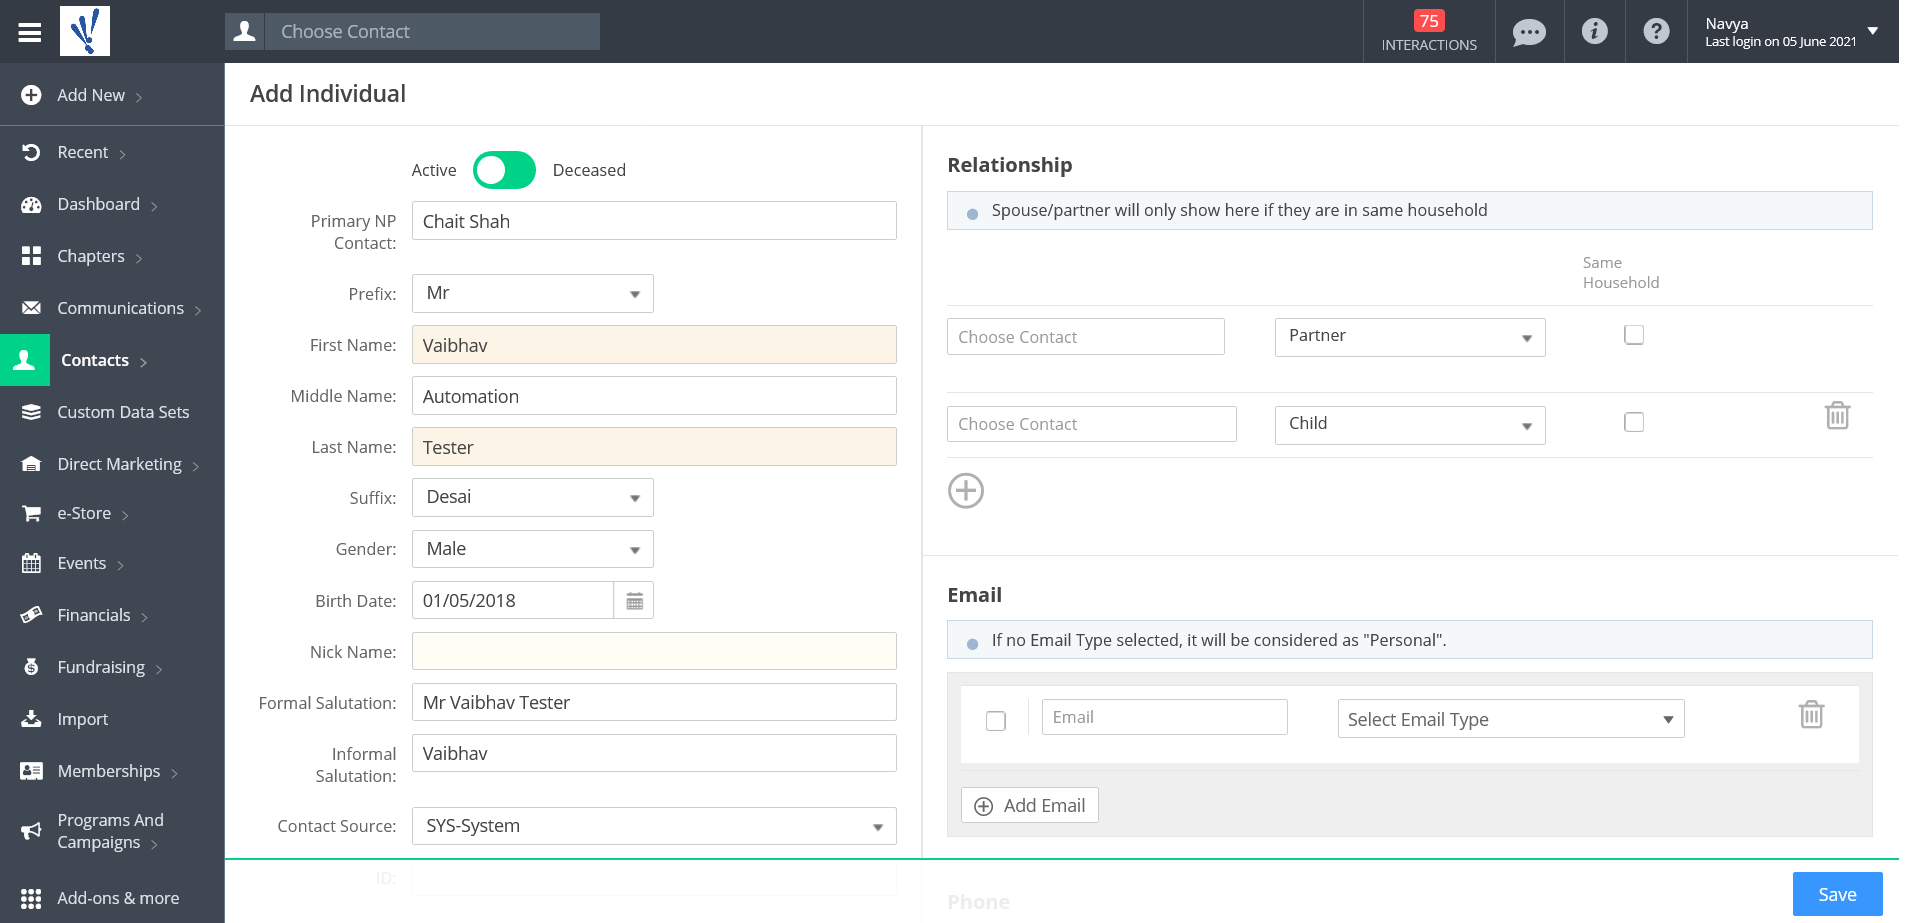 Choose Contact
75
INTERACTIONS
Navya
Last login on 05 June 2021
Add New
Recent
Dashboard
Chapters
Communications
Contacts
Custom Data Sets
Direct Marketing
e-Store
Events
Financials
Fundraising
Import
Memberships
Programs And
Campaigns
Add-ons & more
Add Individual
Active
Deceased
Primary NP
Contact:
Chait Shah
Prefix:
Mr
First Name:
Vaibhav
Middle Name:
Automation
Last Name:
Tester
Suffix:
Desai
Gender:
Male
Birth Date:
01/05/2018
Nick Name:
Formal Salutation:
Mr Vaibhav Tester
Informal
Salutation:
Vaibhav
Contact Source:
SYS-System
ID:
Relationship
Spouse/partner will only show here if they are in same household
Same
Household
Choose Contact
Partner
Choose Contact
Child
Email
If no Email Type selected, it will be considered as "Personal".
Email
Select Email Type
Add Email
Phone
Save